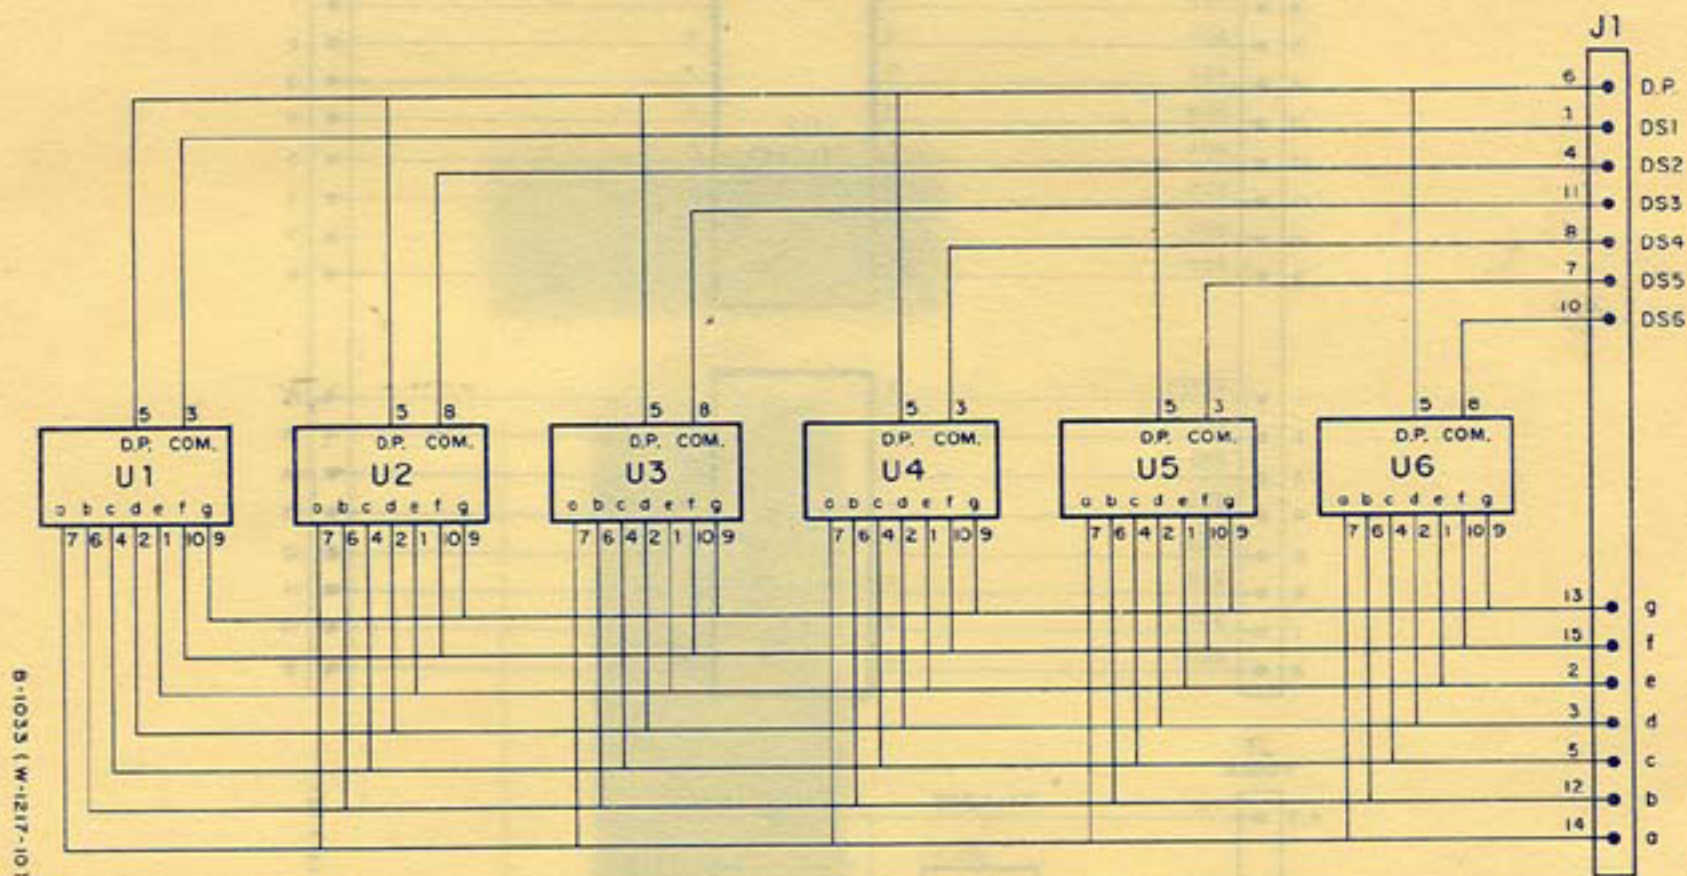 J1
6 D.P.
1 DS1
4 DS2
11 DS3
8 DS4
7 DS5
10 DS6
5 3 5 8 5 8 5 3 5 3 5 8
D.P. COM. D.P. COM. D.P. COM. D.P. COM. D.P. COM. D.P. COM.
U1 U2 U3 U4 U5 U6
a b c d e f g a b c d e f g a b c d e f g a b c d e f g a b c d e f g a b c d e f g
7 6 4 2 1 10 9 7 6 4 2 1 10 9 7 6 4 2 1 10 9 7 6 4 2 1 10 9 7 6 4 2 1 10 9 7 6 4 2 1 10 9
13 g
15 f
2 e
3 d
5 c
12 b
14 a